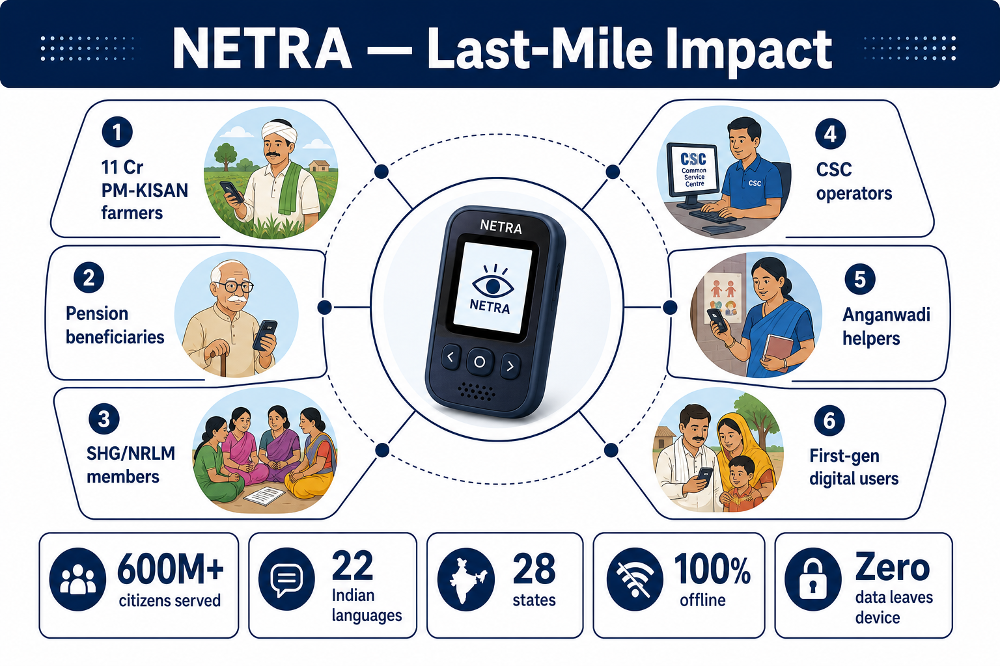 NETRA — Last-Mile Impact
1
11 Cr
PM-KISAN
farmers
2
Pension
beneficiaries
3
SHG/NRLM
members
NETRA
NETRA
CSC
Common
Service
Centre
CSC
4
CSC
operators
5
Anganwadi
helpers
6
First-gen
digital users
600M+
citizens served
22
Indian
languages
28
states
100%
offline
Zero
data leaves
device